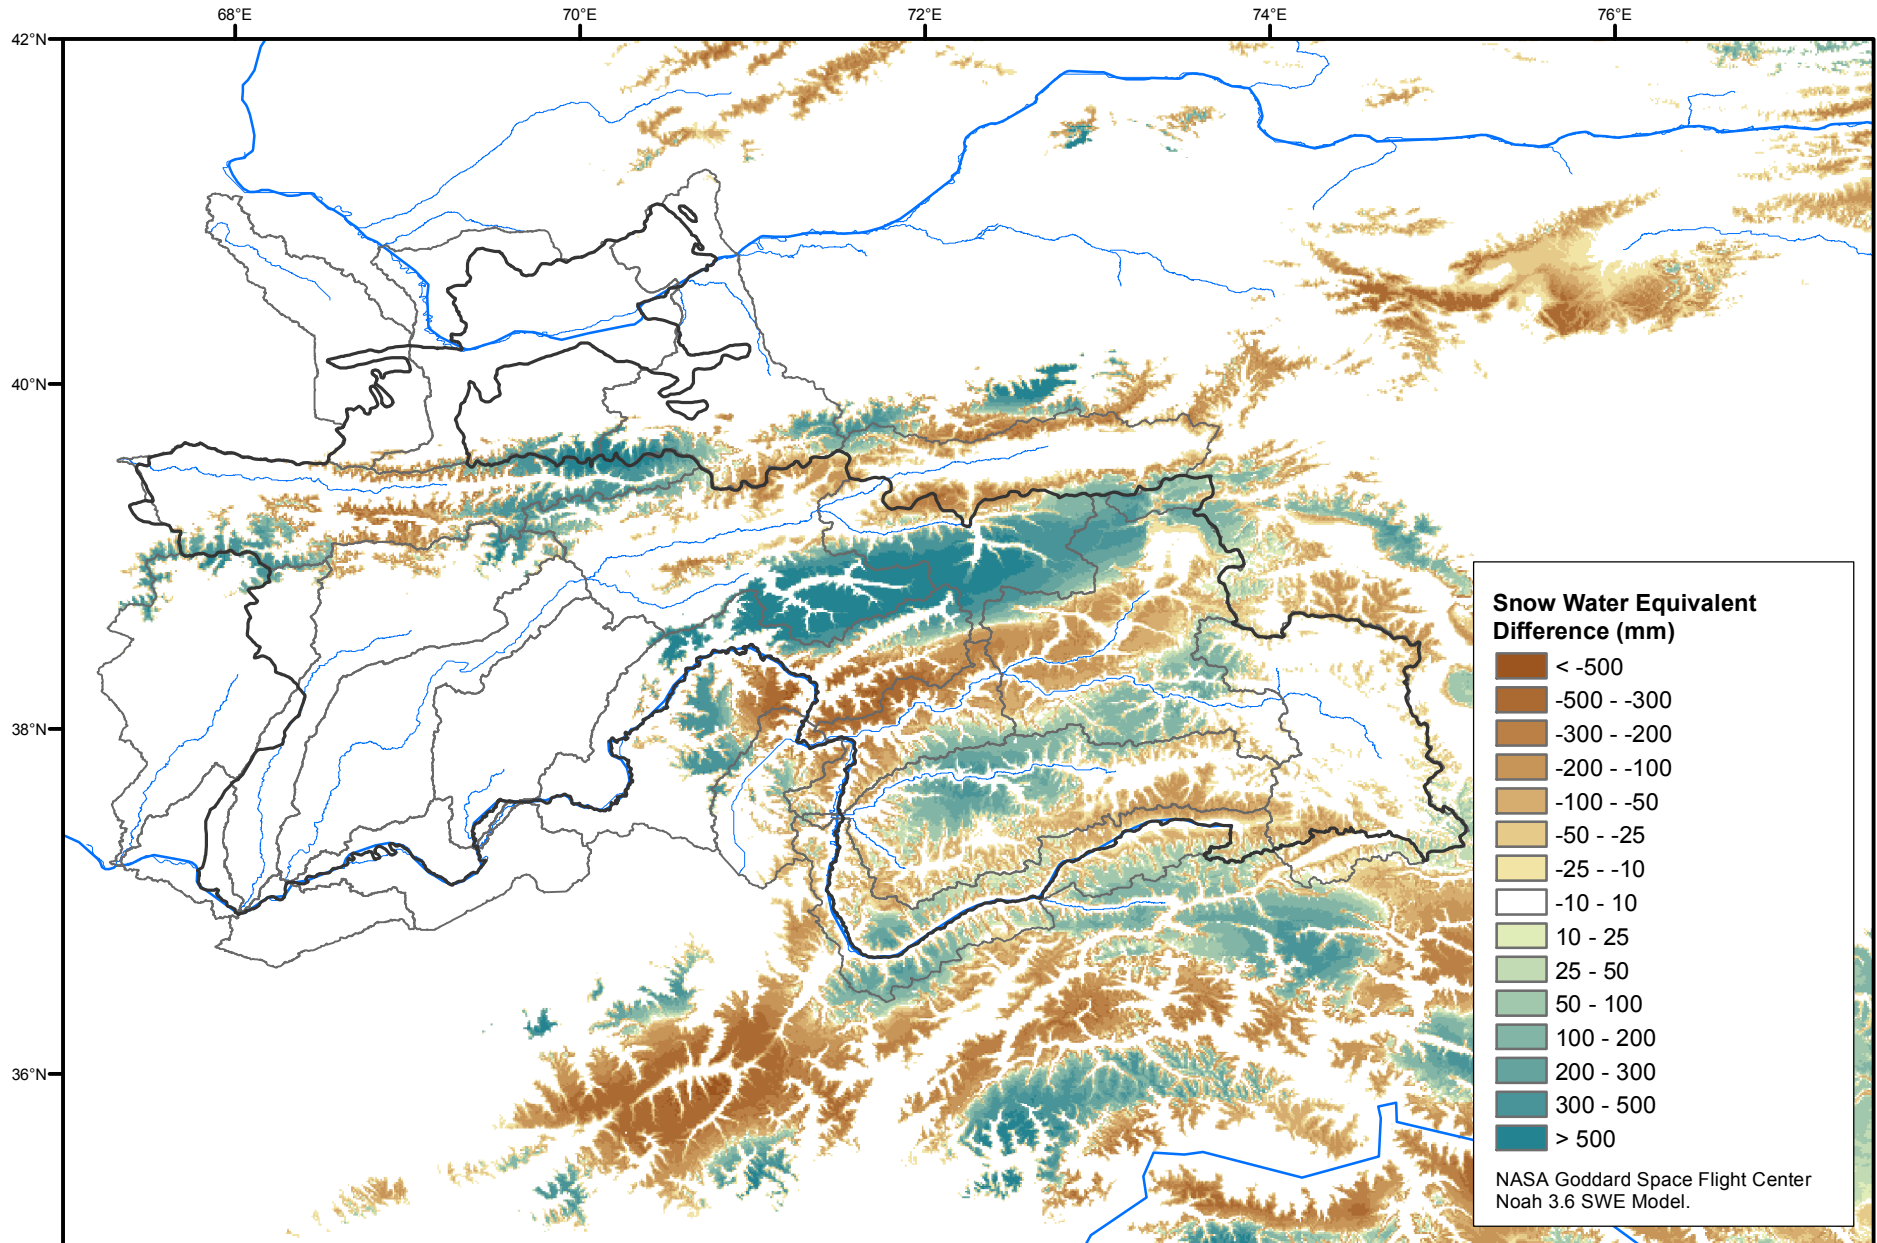 68°E 70°E 72°E 74°E 76°E
42°N
40°N
38°N
36°N
Snow Water Equivalent
Difference (mm)
< -500
-500 - -300
-300 - -200
-200 - -100
-100 - -50
-50 - -25
-25 - -10
-10 - 10
10 - 25
25 - 50
50 - 100
100 - 200
200 - 300
300 - 500
> 500
NASA Goddard Space Flight Center
Noah 3.6 SWE Model.